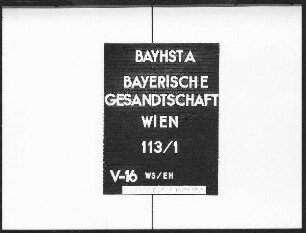 BAYHSTA
BAYERISCHE
GESANDTSCHAFT
WIEN
113/1
V-16 WS/EH